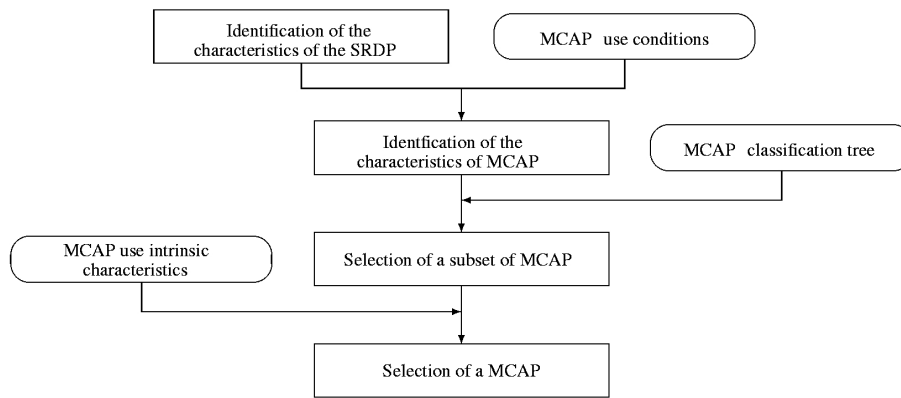 Identification of the
characteristics of the SRDP
MCAP use conditions
Identfication of the
characteristics of MCAP
MCAP classification tree
MCAP use intrinsic
characteristics
Selection of a subset of MCAP
Selection of a MCAP